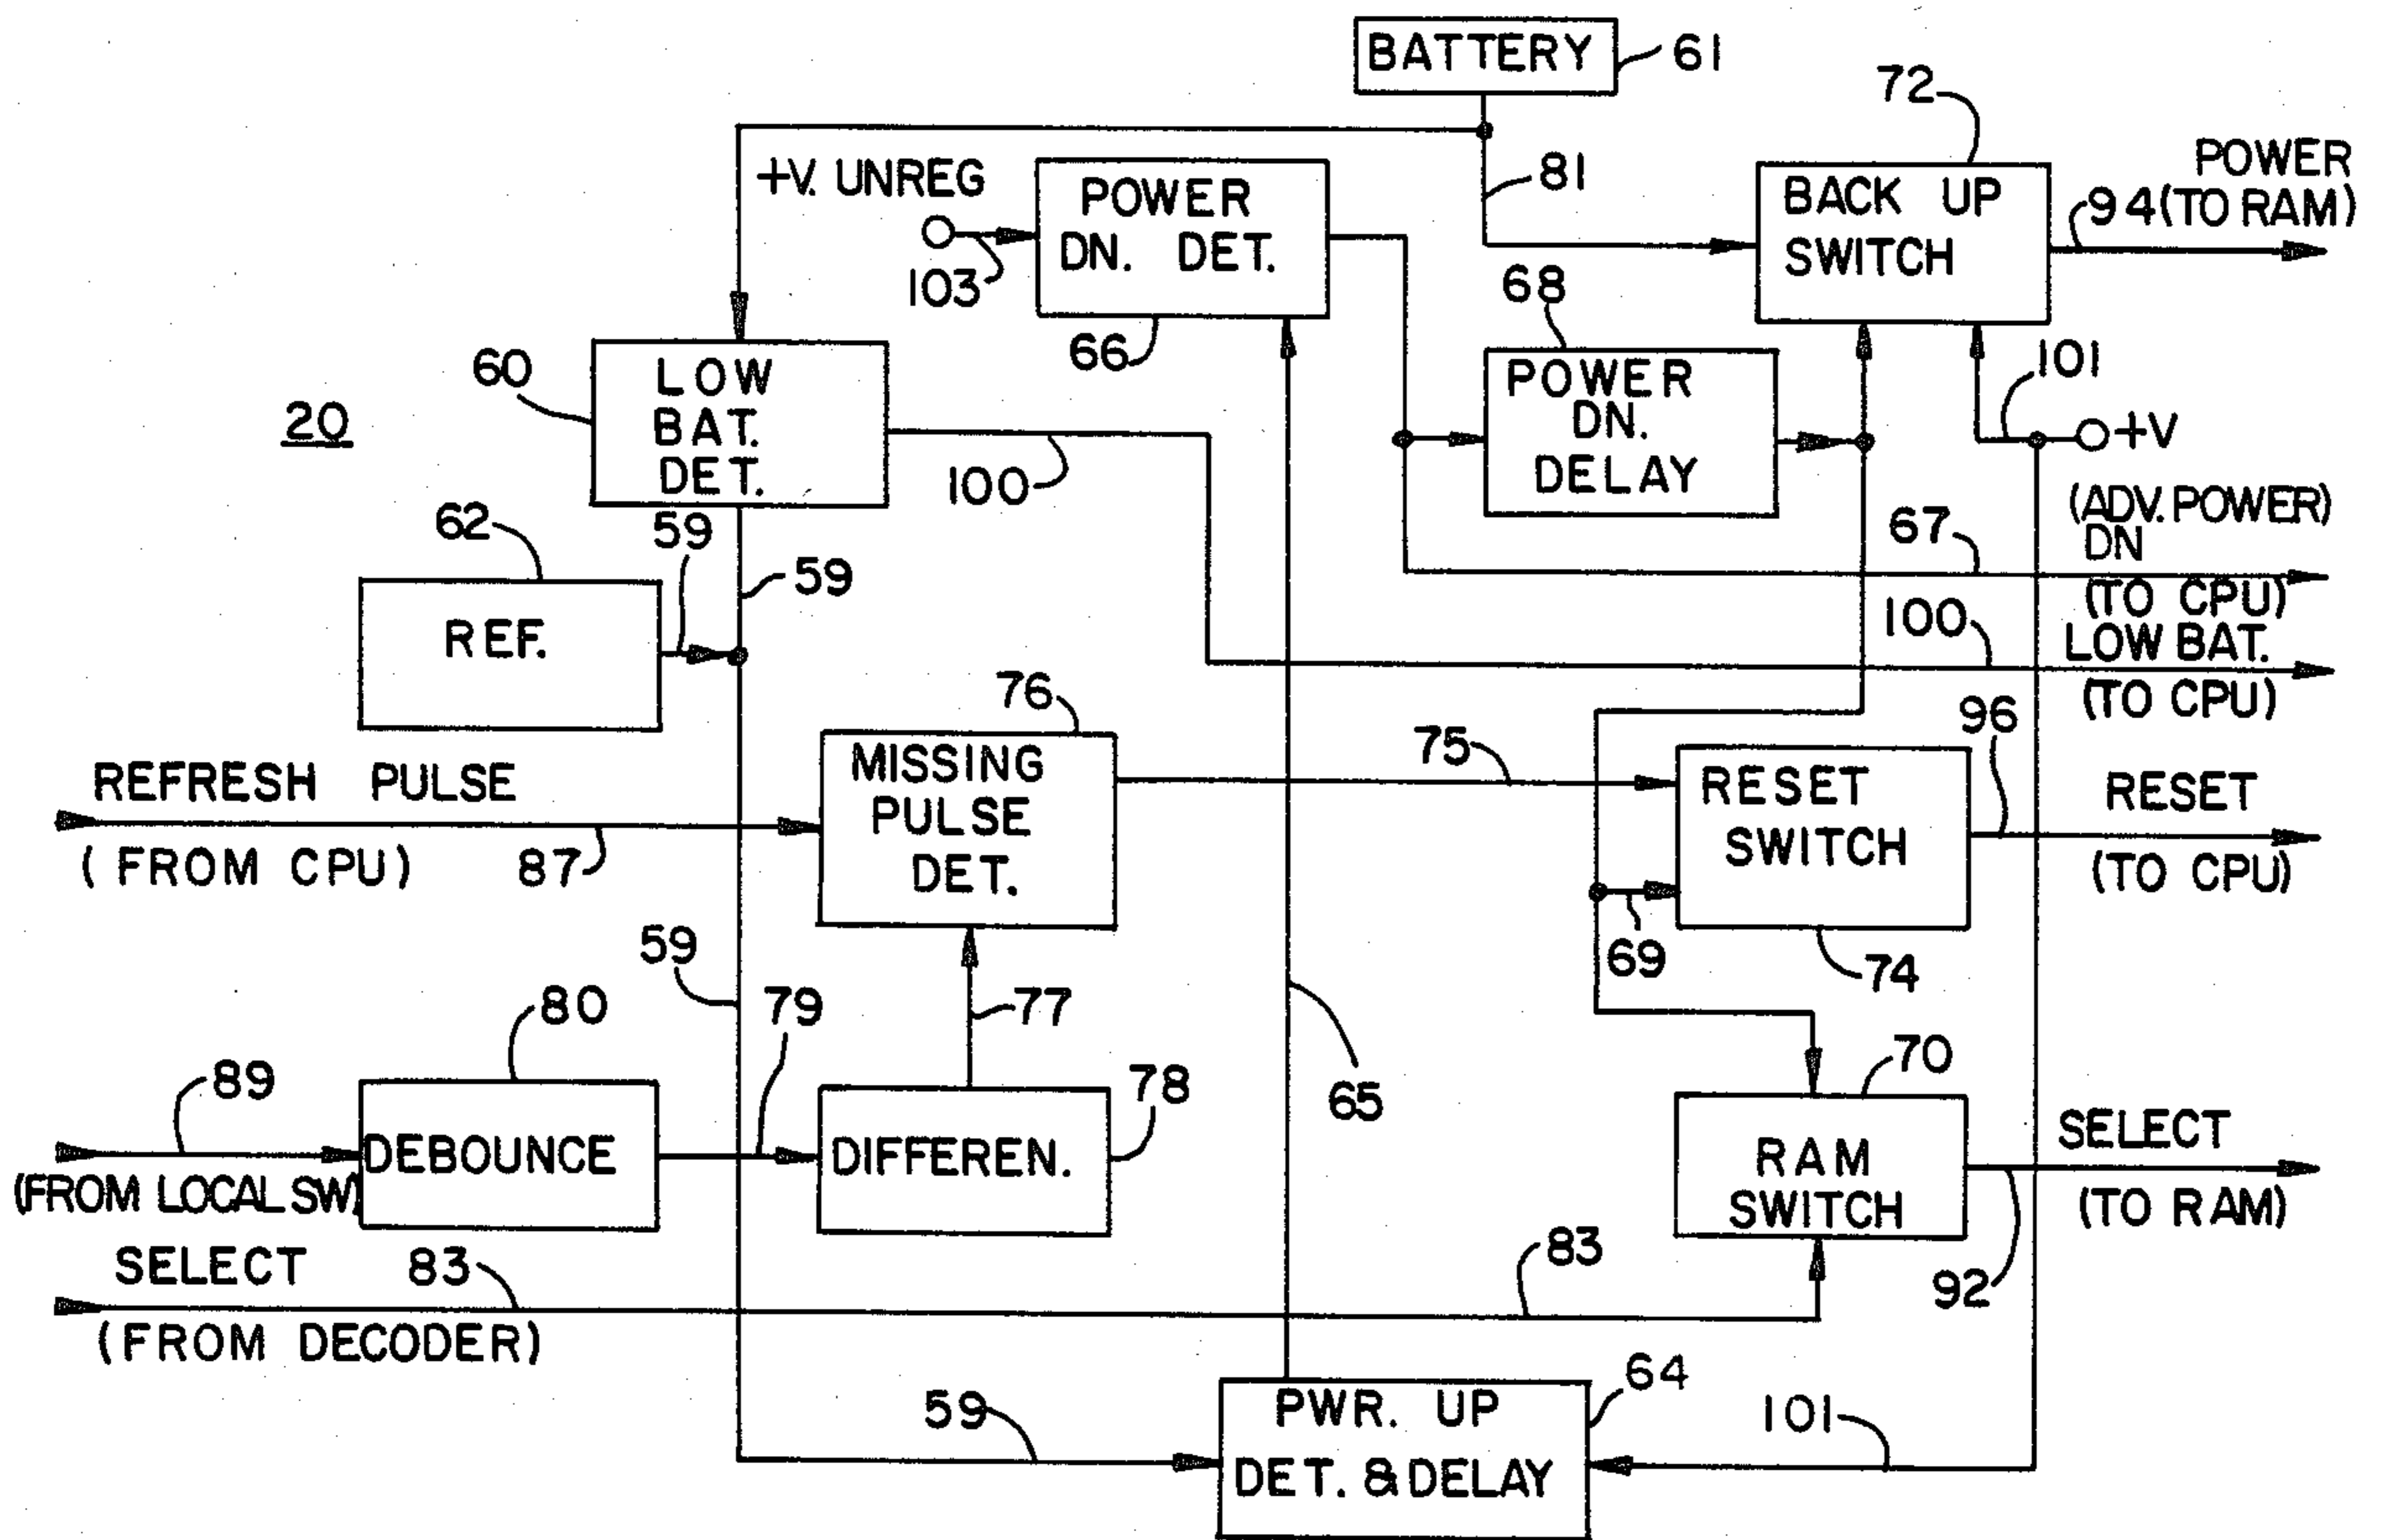 BATTERY
61
72
+V. UNREG
POWER
DN. DET.
81
BACK UP
SWITCH
POWER
94 (TO RAM)
103
66
68
60
LOW
BAT.
DET.
POWER
DN.
DELAY
101
+V
20
100
(ADV. POWER)
DN
67
(TO CPU)
62
59
59
REF.
100
LOW BAT.
(TO CPU)
76
75
96
REFRESH PULSE
(FROM CPU)
87
MISSING
PULSE
DET.
RESET
SWITCH
RESET
(TO CPU)
59
69
74
80
79
77
89
65
78
70
(FROM LOCAL SW)
DEBOUNCE
DIFFEREN.
RAM
SWITCH
SELECT
(TO RAM)
SELECT
83
83
92
(FROM DECODER)
59
PWR. UP
DET. & DELAY
64
101